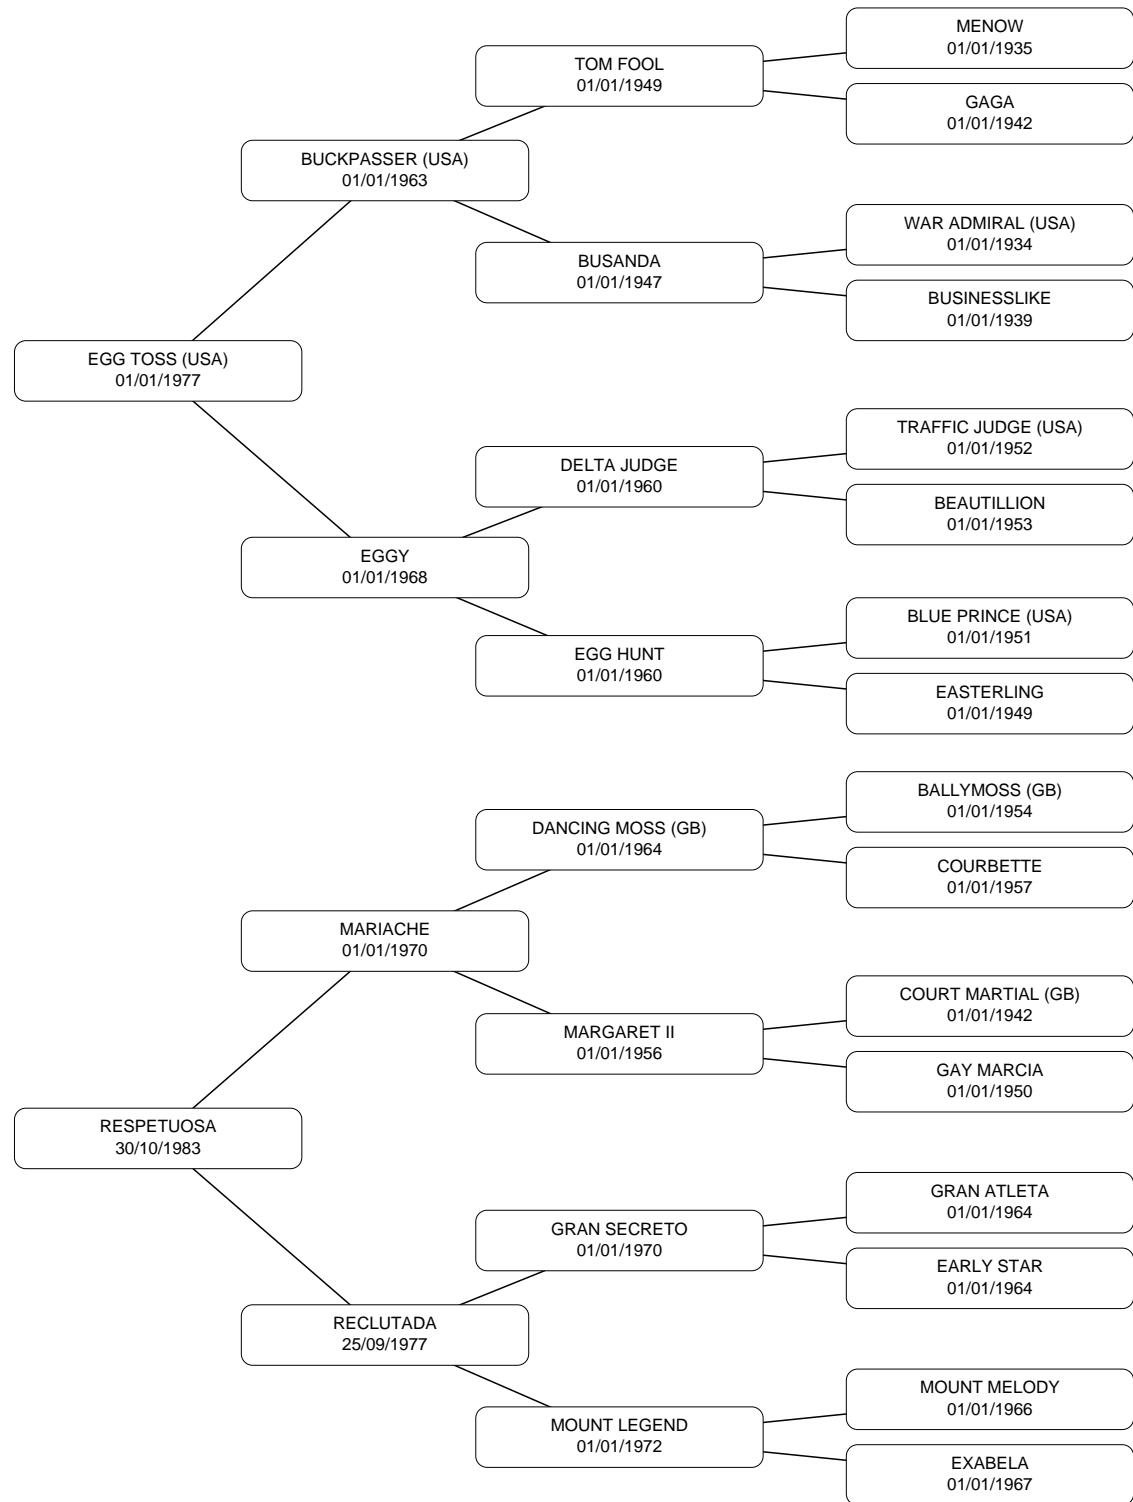 MENOW
01/01/1935
TOM FOOL
01/01/1949
GAGA
01/01/1942
BUCKPASSER (USA)
01/01/1963
WAR ADMIRAL (USA)
01/01/1934
BUSANDA
01/01/1947
BUSINESSLIKE
01/01/1939
EGG TOSS (USA)
01/01/1977
TRAFFIC JUDGE (USA)
01/01/1952
DELTA JUDGE
01/01/1960
BEAUTILLION
01/01/1953
EGGY
01/01/1968
BLUE PRINCE (USA)
01/01/1951
EGG HUNT
01/01/1960
EASTERLING
01/01/1949
BALLYMOSS (GB)
01/01/1954
DANCING MOSS (GB)
01/01/1964
COURBETTE
01/01/1957
MARIACHE
01/01/1970
COURT MARTIAL (GB)
01/01/1942
MARGARET II
01/01/1956
GAY MARCIA
01/01/1950
RESPETUOSA
30/10/1983
GRAN ATLETA
01/01/1964
GRAN SECRETO
01/01/1970
EARLY STAR
01/01/1964
RECLUTADA
25/09/1977
MOUNT MELODY
01/01/1966
MOUNT LEGEND
01/01/1972
EXABELA
01/01/1967